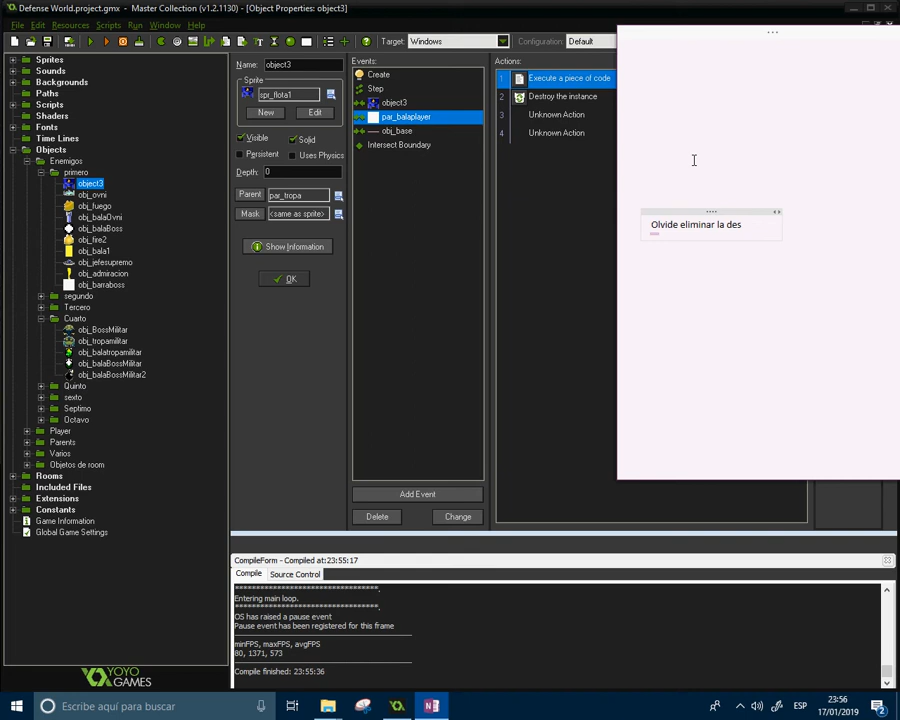 Defense World.project.gmx - Master Collection (v1.2.1130) - [Object Properties: object3]
File Edit Resources Scripts Run Window Help
Target: Windows Configuration: Default
Sprites
Sounds
Backgrounds
Paths
Scripts
Shaders
Fonts
Time Lines
Objects
Enemigos
primero
object3
obj_ovni
obj_fuego
obj_balaOvni
obj_balaBoss
obj_fire2
obj_bala1
obj_jefesupremo
obj_admiracion
obj_barraboss
segundo
Tercero
Cuarto
obj_BossMilitar
obj_tropamilitar
obj_balatropamilitar
obj_balaBossMilitar
obj_balaBossMilitar2
Quinto
sexto
Septimo
Octavo
Player
Parents
Varios
Objetos de room
Rooms
Included Files
Extensions
Constants
Game Information
Global Game Settings
YOYO
GAMES
Name: object3
Sprite
spr_flota1
New Edit
Visible Solid
Persistent Uses Physics
Depth: 0
Parent par_tropa
Mask <same as sprite>
Show Information
OK
Events:
Create
Step
object3
par_balaplayer
obj_base
Intersect Boundary
Add Event
Delete Change
Actions:
1 Execute a piece of code
2 Destroy the instance
3 Unknown Action
4 Unknown Action
Olvide eliminar la des
CompileForm - Compiled at:23:55:17
Compile Source Control
Entering main loop.
OS has raised a pause event
Pause event has been registered for this frame
minFPS, maxFPS, avgFPS
80, 1371, 573
Compile finished: 23:55:36
Escribe aquí para buscar
ESP
23:56
17/01/2019
2